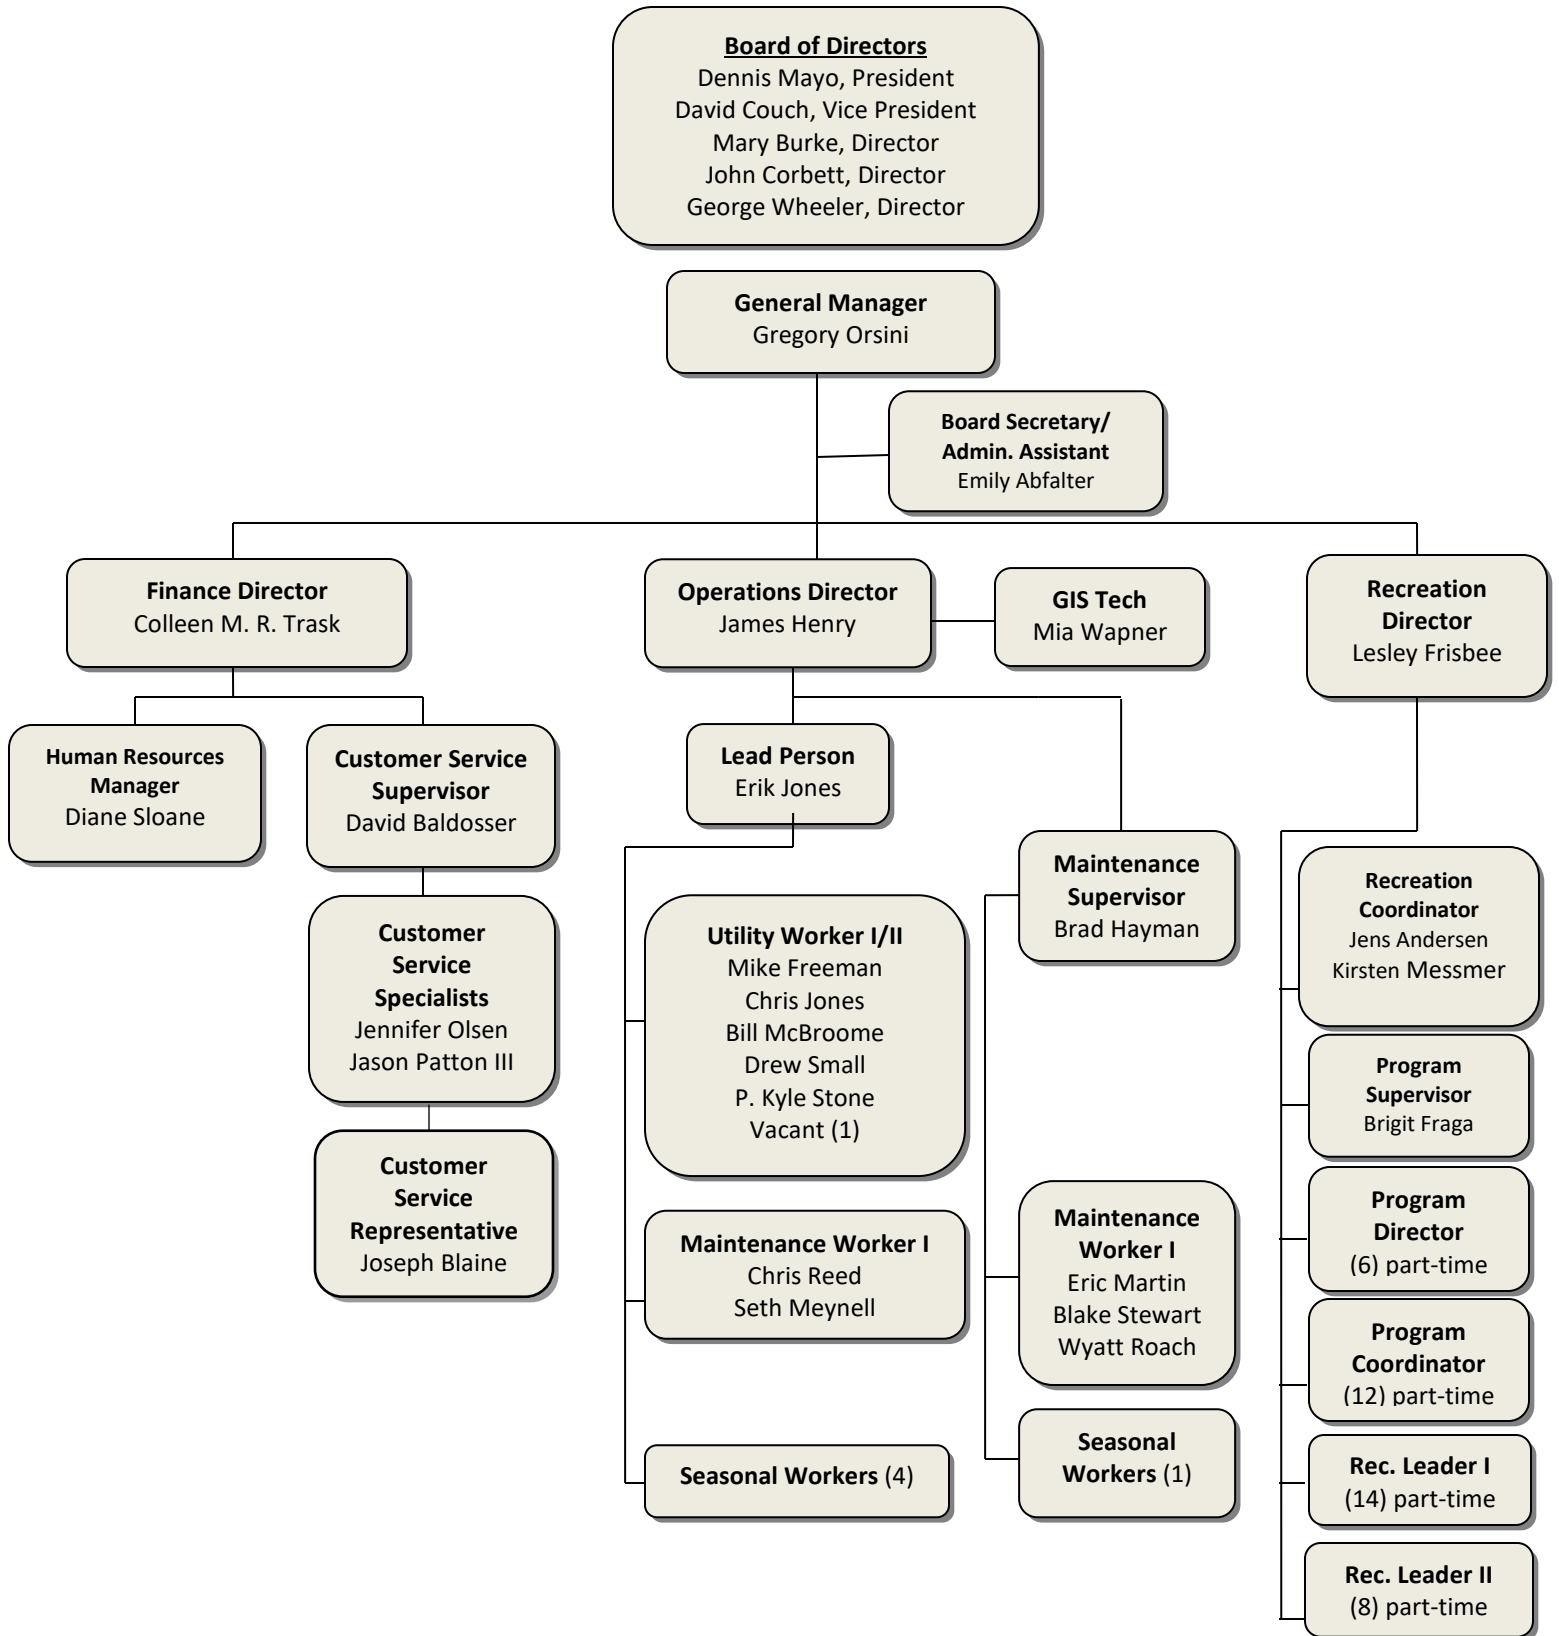 Board of Directors
Dennis Mayo, President
David Couch, Vice President
Mary Burke, Director
John Corbett, Director
George Wheeler, Director
General Manager
Gregory Orsini
Board Secretary/
Admin. Assistant
Emily Abfalter
Finance Director
Colleen M. R. Trask
Operations Director
James Henry
GIS Tech
Mia Wapner
Recreation
Director
Lesley Frisbee
Human Resources
Manager
Diane Sloane
Customer Service
Supervisor
David Baldosser
Customer
Service
Specialists
Jennifer Olsen
Jason Patton III
Customer
Service
Representative
Joseph Blaine
Lead Person
Erik Jones
Utility Worker I/II
Mike Freeman
Chris Jones
Bill McBroome
Drew Small
P. Kyle Stone
Vacant (1)
Maintenance Worker I
Chris Reed
Seth Meynell
Seasonal Workers (4)
Maintenance
Supervisor
Brad Hayman
Maintenance
Worker I
Eric Martin
Blake Stewart
Wyatt Roach
Seasonal
Workers (1)
Recreation
Coordinator
Jens Andersen
Kirsten Messmer
Program
Supervisor
Brigit Fraga
Program
Director
(6) part-time
Program
Coordinator
(12) part-time
Rec. Leader I
(14) part-time
Rec. Leader II
(8) part-time